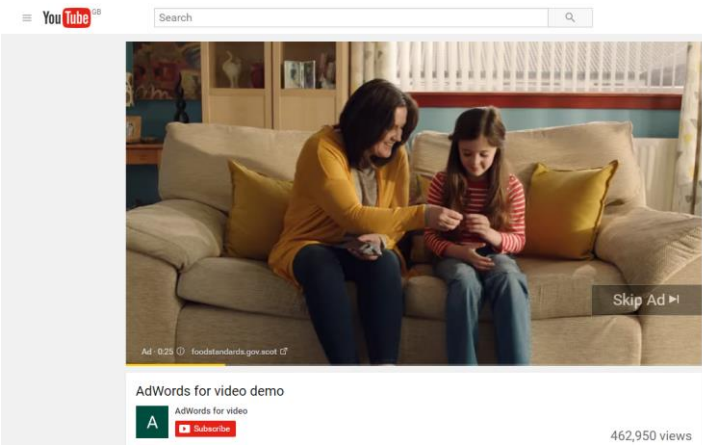 YouTube GB
Search
Skip Ad
Ad · 0:25 foodstandards.gov.scot
AdWords for video demo
A
AdWords for video
Subscribe
462,950 views